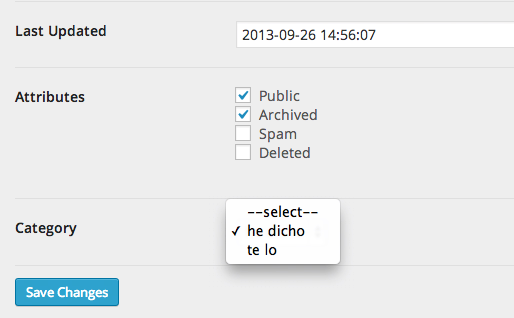 Last Updated 2013-09-26 14:56:07
Attributes Public
Archived
Spam
Deleted
--select--
Category he dicho
te lo
Save Changes